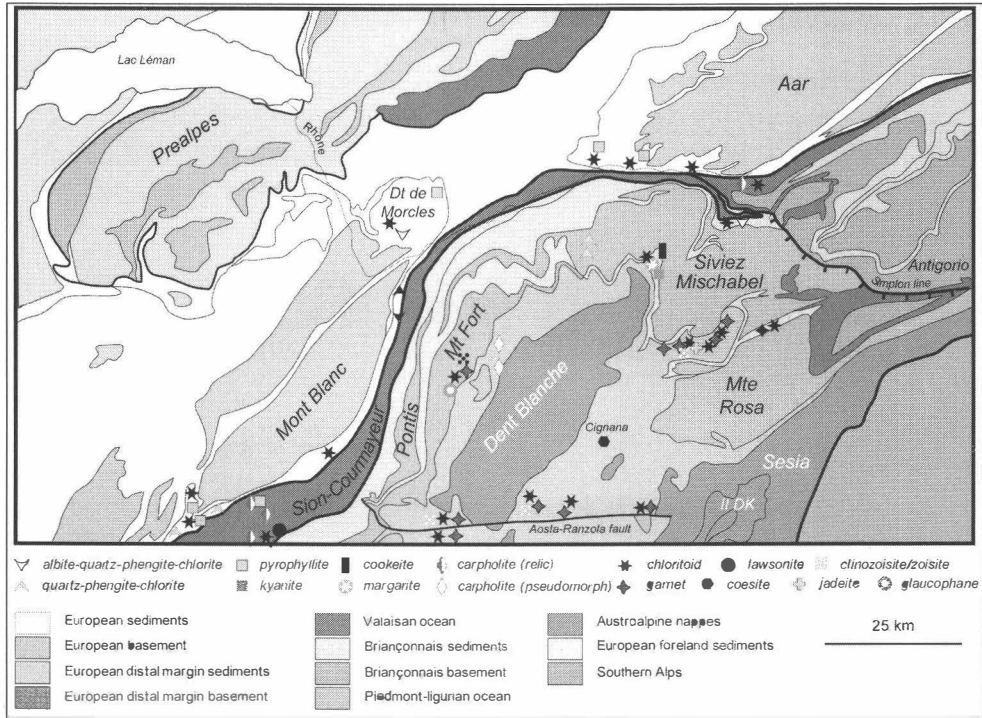 Lac Léman
Prealpes
Rhône
Dt de
Morcles
Aar
Siviez
Mischabel
Antigorio
Simplon line
Mt Fort
Mont Blanc
Dent Blanche
Mte
Rosa
Pontis
Cignana
Sion-Courmayeur
Sesia
II DK
Aosta-Ranzola fault
albite-quartz-phengite-chlorite pyrophyllite cookeite carpholite (relic) chloritoid lawsonite clinozoisite/zoisite
quartz-phengite-chlorite kyanite margarite carpholite (pseudomorph) garnet coesite jadeite glaucophane
European sediments Valaisan ocean Austroalpine nappes
European basement Briançonnais sediments European foreland sediments 25 km
European distal margin sediments Briançonnais basement Southern Alps
European distal margin basement Piedmont-ligurian ocean